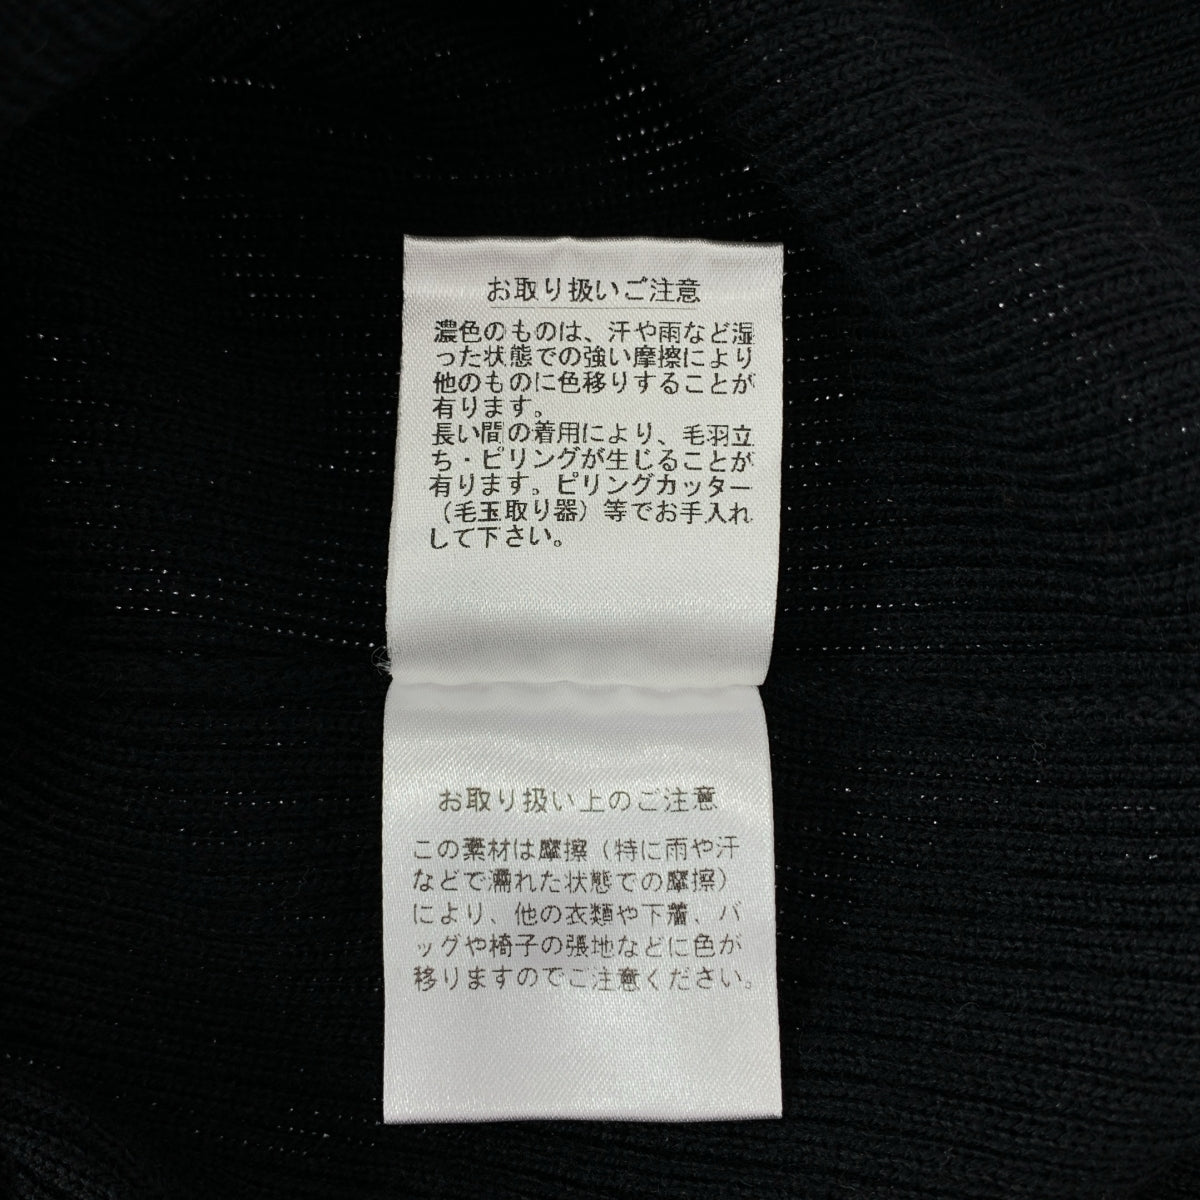 お取り扱いご注意
濃色のものは、汗や雨など湿
った状態での強い摩擦により
他のものに色移りすることが
有ります。
長い間の着用により、毛羽立
ち・ピリングが生じることが
有ります。ピリングカッター
（毛玉取り器）等でお手入れ
して下さい。
お取り扱い上のご注意
この素材は摩擦（特に雨や汗
などで濡れた状態での摩擦）
により、他の衣類や下着、バ
ッグや椅子の張地などに色が
移りますのでご注意ください。